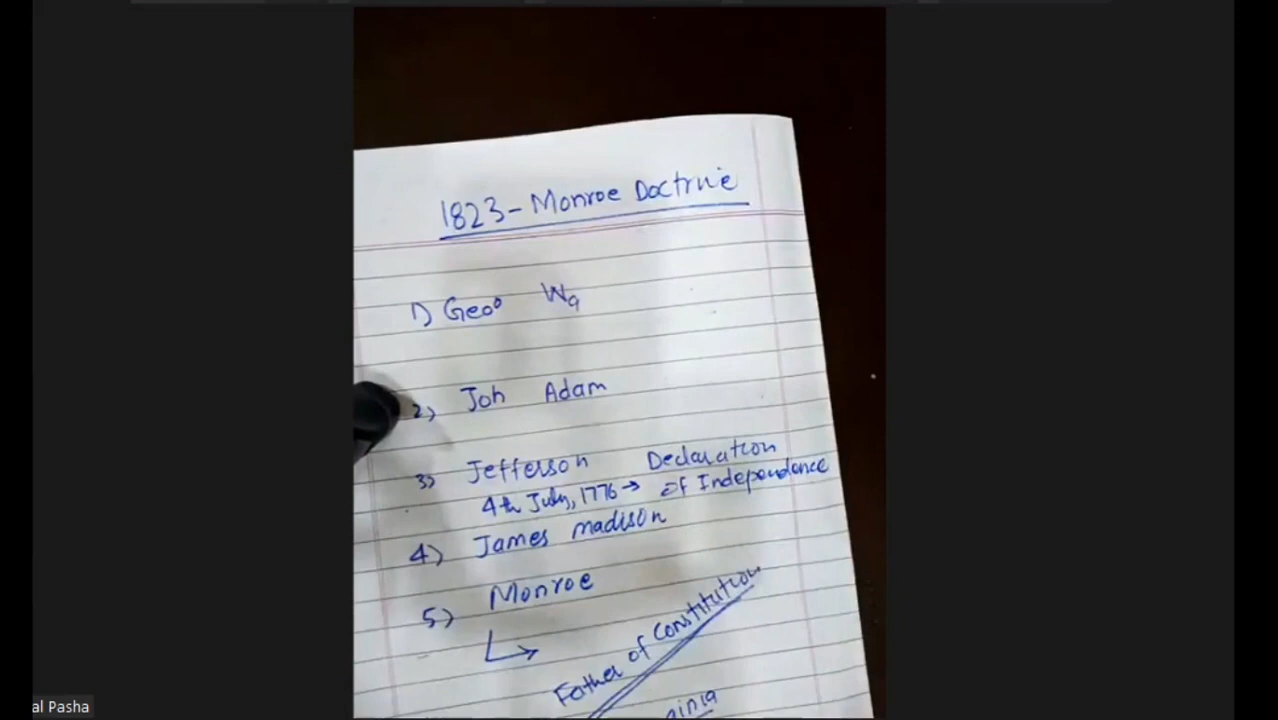 1823 - Monroe Doctrine
1) Geo° Wa
2) Joh Adam
3) Jefferson Declaration
4th July, 1776 → of Independence
4) James Madison
5) Monroe
Father of Constitution
al Pasha